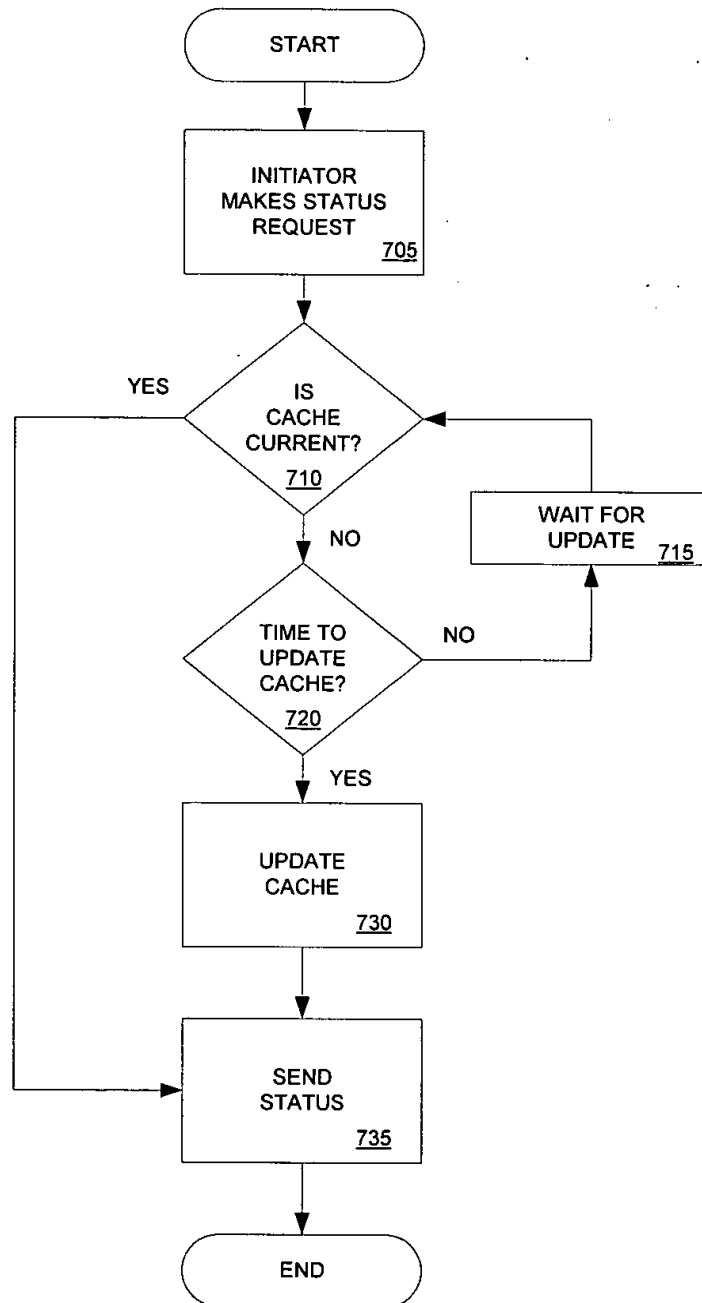 START
INITIATOR
MAKES STATUS
REQUEST
705
YES
IS
CACHE
CURRENT?
710
WAIT FOR
UPDATE
715
NO
TIME TO
UPDATE
CACHE?
720
NO
YES
UPDATE
CACHE
730
SEND
STATUS
735
END